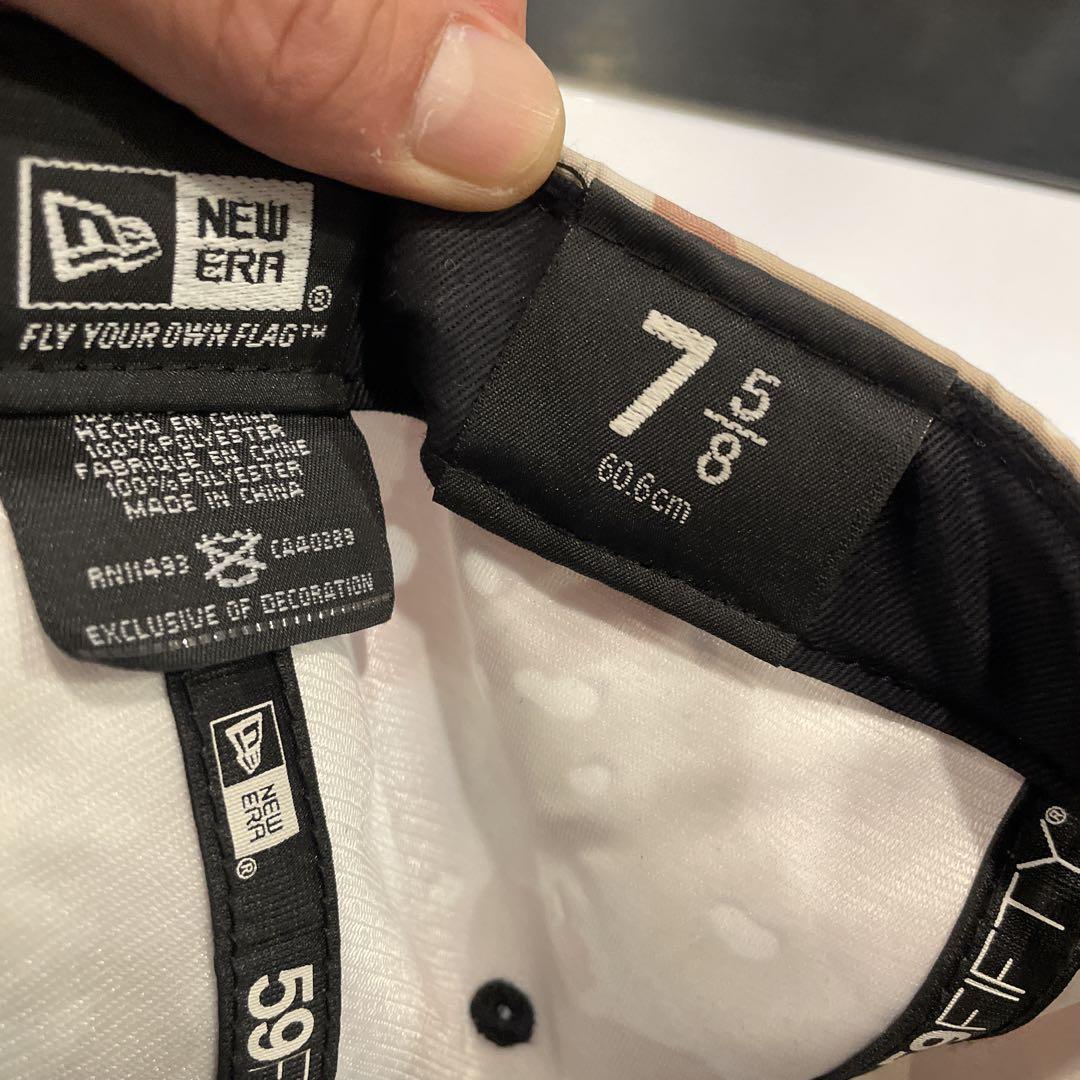 NEW
ERA
®
FLY YOUR OWN FLAG™
HECHO EN CHINA
100%POLYESTER
FABRIQUE EN CHINE
100%POLYESTER
MADE IN CHINA
RN11493 CA40289
EXCLUSIVE OF DECORATION
7 5/8
60.6cm
NEW
ERA
®
59
FIFTY®